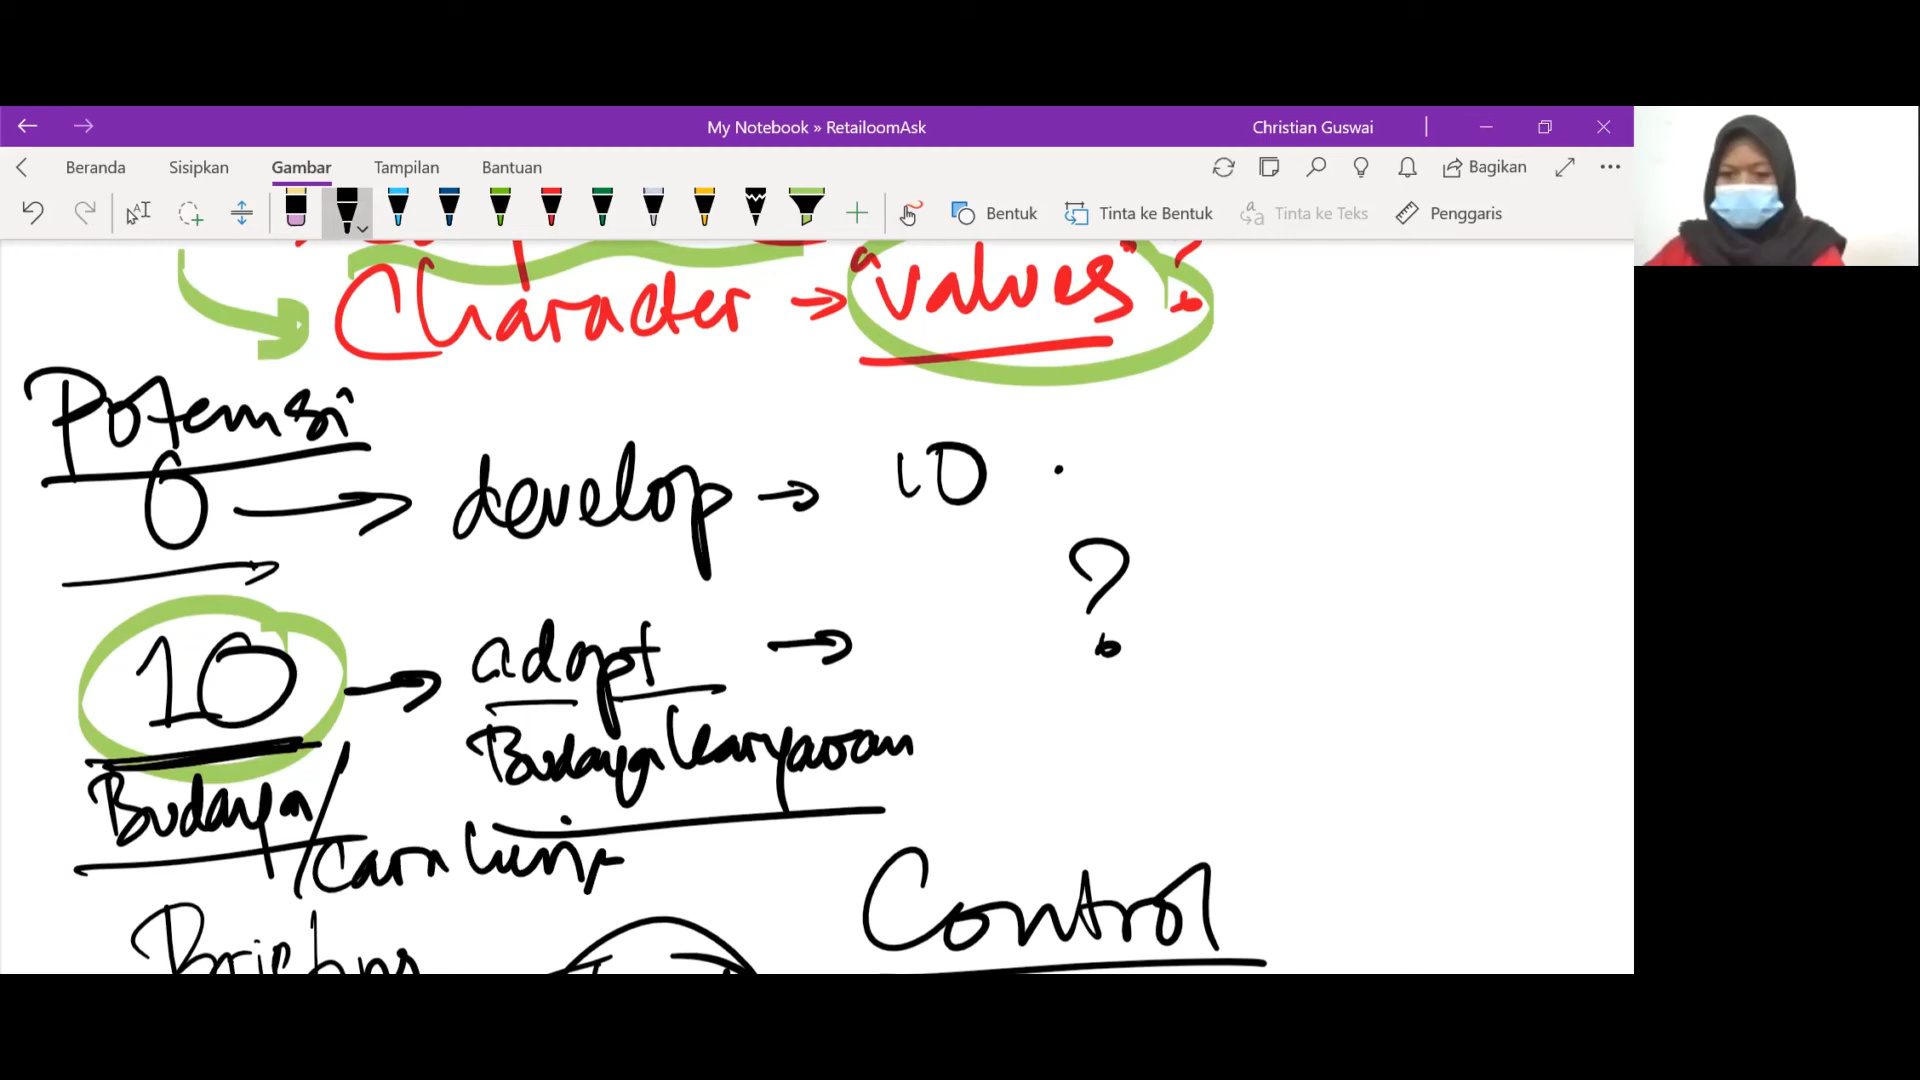 My Notebook » RetailoomAsk
Christian Guswai
Beranda Sisipkan Gambar Tampilan Bantuan Bagikan
Bentuk Tinta ke Bentuk Tinta ke Teks Penggaris
Character → "values" ?
Potensi
0 → develop → 10
?
10 → adopt →
Budaya karyawan
Budaya/
Cara
Control